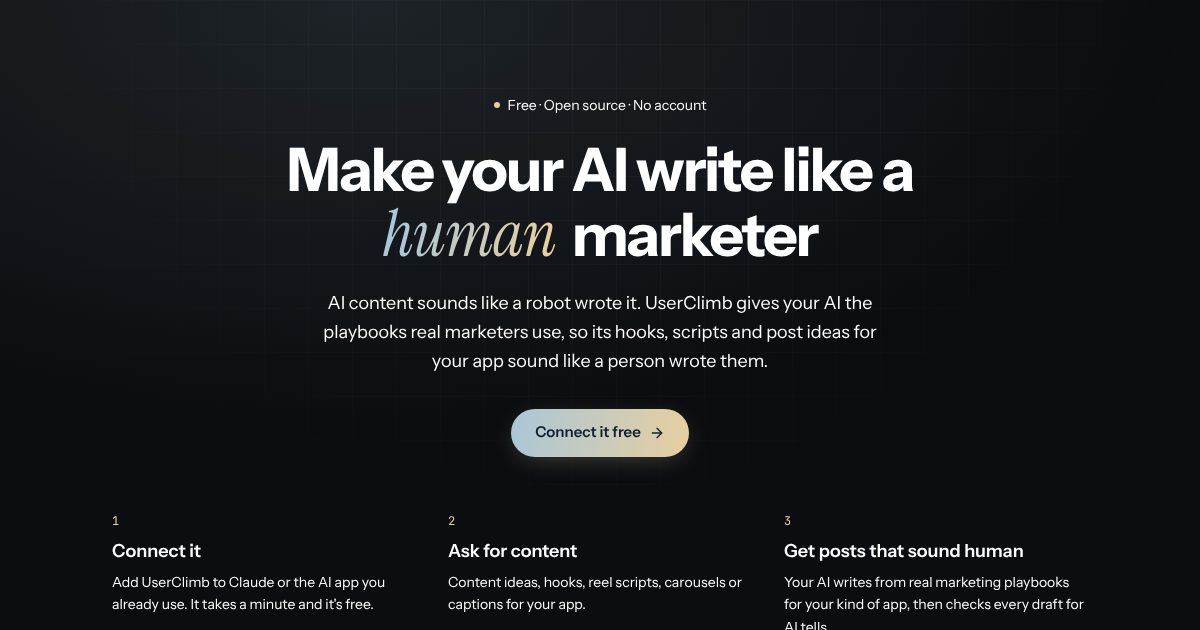 Free · Open source · No account
Make your AI write like a
human marketer
AI content sounds like a robot wrote it. UserClimb gives your AI the
playbooks real marketers use, so its hooks, scripts and post ideas for
your app sound like a person wrote them.
Connect it free →
1
Connect it
Add UserClimb to Claude or the AI app you
already use. It takes a minute and it's free.
2
Ask for content
Content ideas, hooks, reel scripts, carousels or
captions for your app.
3
Get posts that sound human
Your AI writes from real marketing playbooks
for your kind of app, then checks every draft for
AI tells